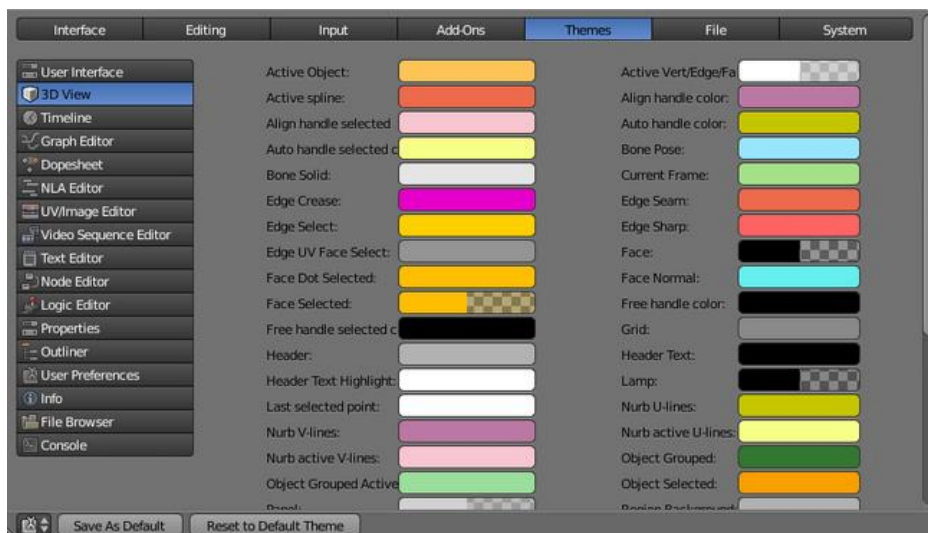 Interface Editing Input Add-Ons Themes File System
User Interface
3D View
Timeline
Graph Editor
Dopesheet
NLA Editor
UV/Image Editor
Video Sequence Editor
Text Editor
Node Editor
Logic Editor
Properties
Outliner
User Preferences
Info
File Browser
Console
Active Object:
Active spline:
Align handle selected
Auto handle selected c
Bone Solid:
Edge Crease:
Edge Select:
Edge UV Face Select:
Face Dot Selected:
Face Selected:
Free handle selected c
Header:
Header Text Highlight:
Last selected point:
Nurb V-lines:
Nurb active V-lines:
Object Grouped Active
Panel:
Active Vert/Edge/Fa
Align handle color:
Auto handle color:
Bone Pose:
Current Frame:
Edge Seam:
Edge Sharp:
Face:
Face Normal:
Free handle color:
Grid:
Header Text:
Lamp:
Nurb U-lines:
Nurb active U-lines:
Object Grouped:
Object Selected:
Region Background:
Save As Default Reset to Default Theme